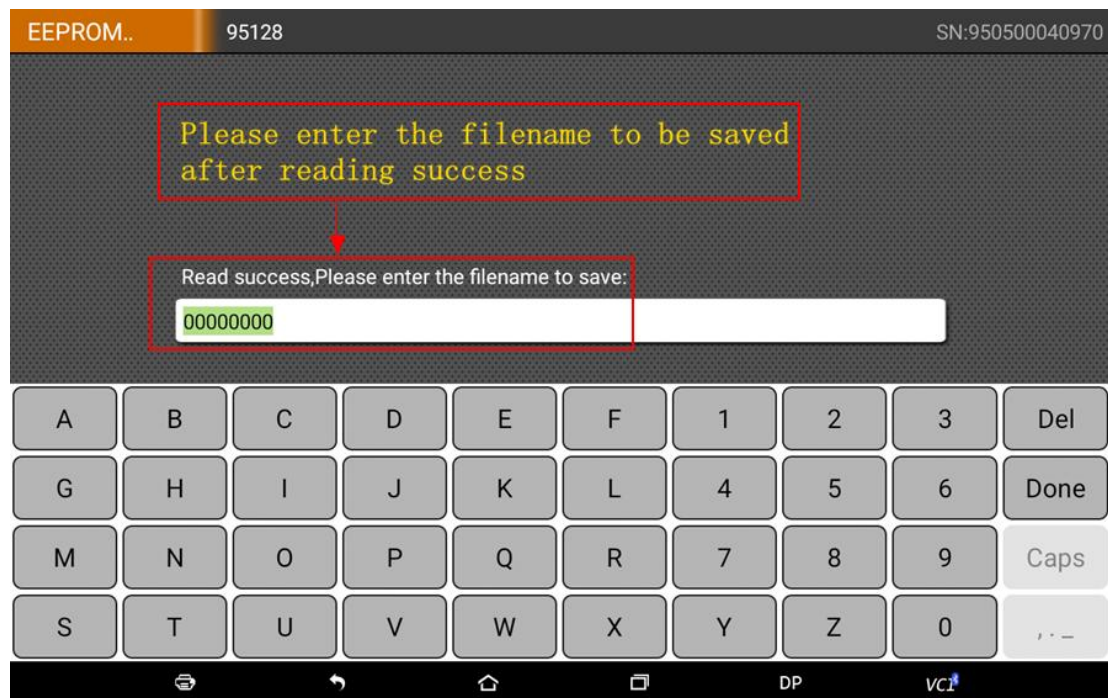 EEPROM.. 95128 SN:950500040970
Please enter the filename to be saved
after reading success
Read success,Please enter the filename to save:
00000000
A B C D E F 1 2 3 Del
G H I J K L 4 5 6 Done
M N O P Q R 7 8 9 Caps
S T U V W X Y Z 0 , . _
DP VCI